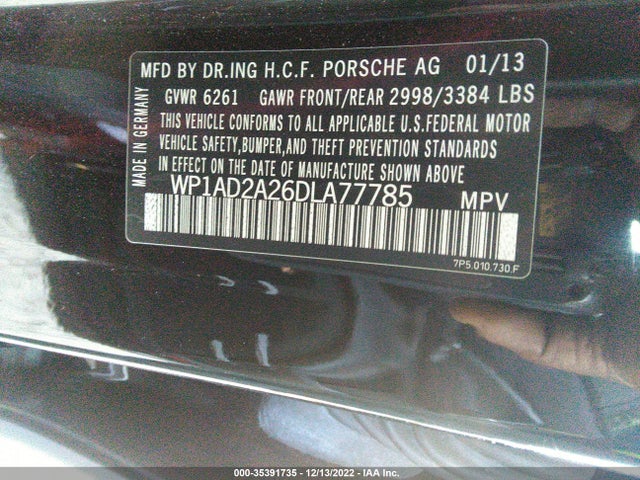 MFD BY DR.ING H.C.F. PORSCHE AG 01/13
GVWR 6261 GAWR FRONT/REAR 2998/3384 LBS
THIS VEHICLE CONFORMS TO ALL APPLICABLE U.S.FEDERAL MOTOR
VEHICLE SAFETY,BUMPER,AND THEFT PREVENTION STANDARDS
IN EFFECT ON THE DATE OF MANUFACTURE SHOWN ABOVE
WP1AD2A26DLA77785 MPV
7P5.010.730.F
MADE IN GERMANY
000-35391735 - 12/13/2022 - IAA Inc.